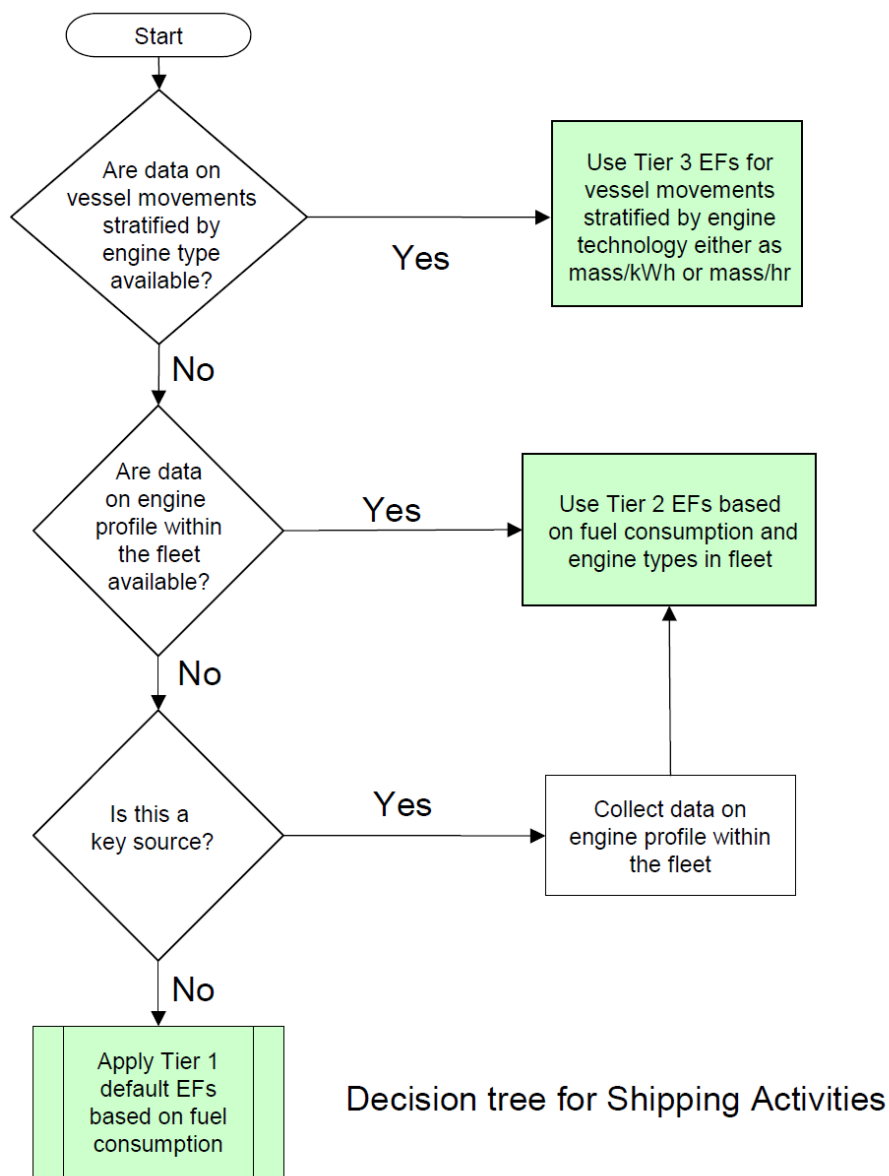 Start
Are data on
vessel movements
stratified by
engine type
available?
Yes
Use Tier 3 EFs for
vessel movements
stratified by engine
technology either as
mass/kWh or mass/hr
No
Are data
on engine
profile within
the fleet
available?
Yes
Use Tier 2 EFs based
on fuel consumption and
engine types in fleet
No
Is this a
key source?
Yes
Collect data on
engine profile within
the fleet
No
Apply Tier 1
default EFs
based on fuel
consumption
Decision tree for Shipping Activities